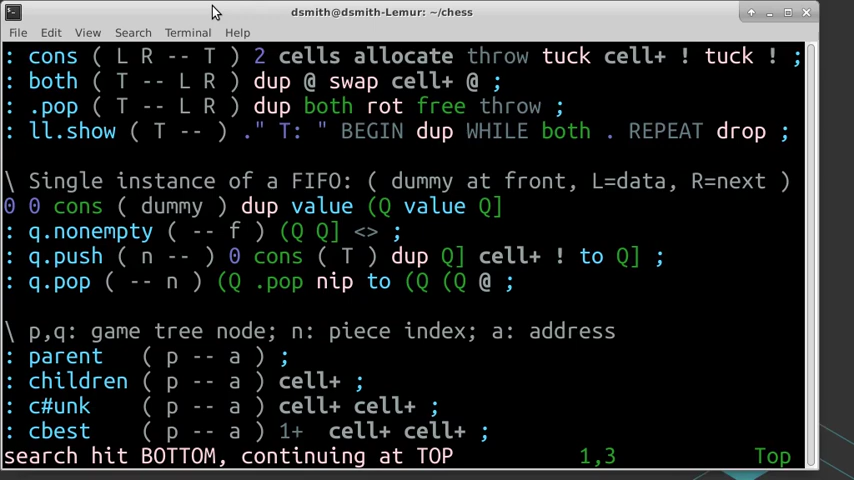 dsmith@dsmith-Lemur: ~/chess
File Edit View Search Terminal Help
: cons ( L R -- T ) 2 cells allocate throw tuck cell+ ! tuck ! ;
: both ( T -- L R ) dup @ swap cell+ @ ;
: .pop ( T -- L R ) dup both rot free throw ;
: ll.show ( T -- ) ." T: " BEGIN dup WHILE both . REPEAT drop ;
\ Single instance of a FIFO: ( dummy at front, L=data, R=next )
0 0 cons ( dummy ) dup value (Q value Q]
: q.nonempty ( -- f ) (Q Q] <> ;
: q.push ( n -- ) 0 cons ( T ) dup Q] cell+ ! to Q] ;
: q.pop ( -- n ) (Q .pop nip to (Q (Q @ ;
\ p,q: game tree node; n: piece index; a: address
: parent ( p -- a ) ;
: children ( p -- a ) cell+ ;
: c#unk ( p -- a ) cell+ cell+ ;
: cbest ( p -- a ) 1+ cell+ cell+ ;
search hit BOTTOM, continuing at TOP 1,3 Top